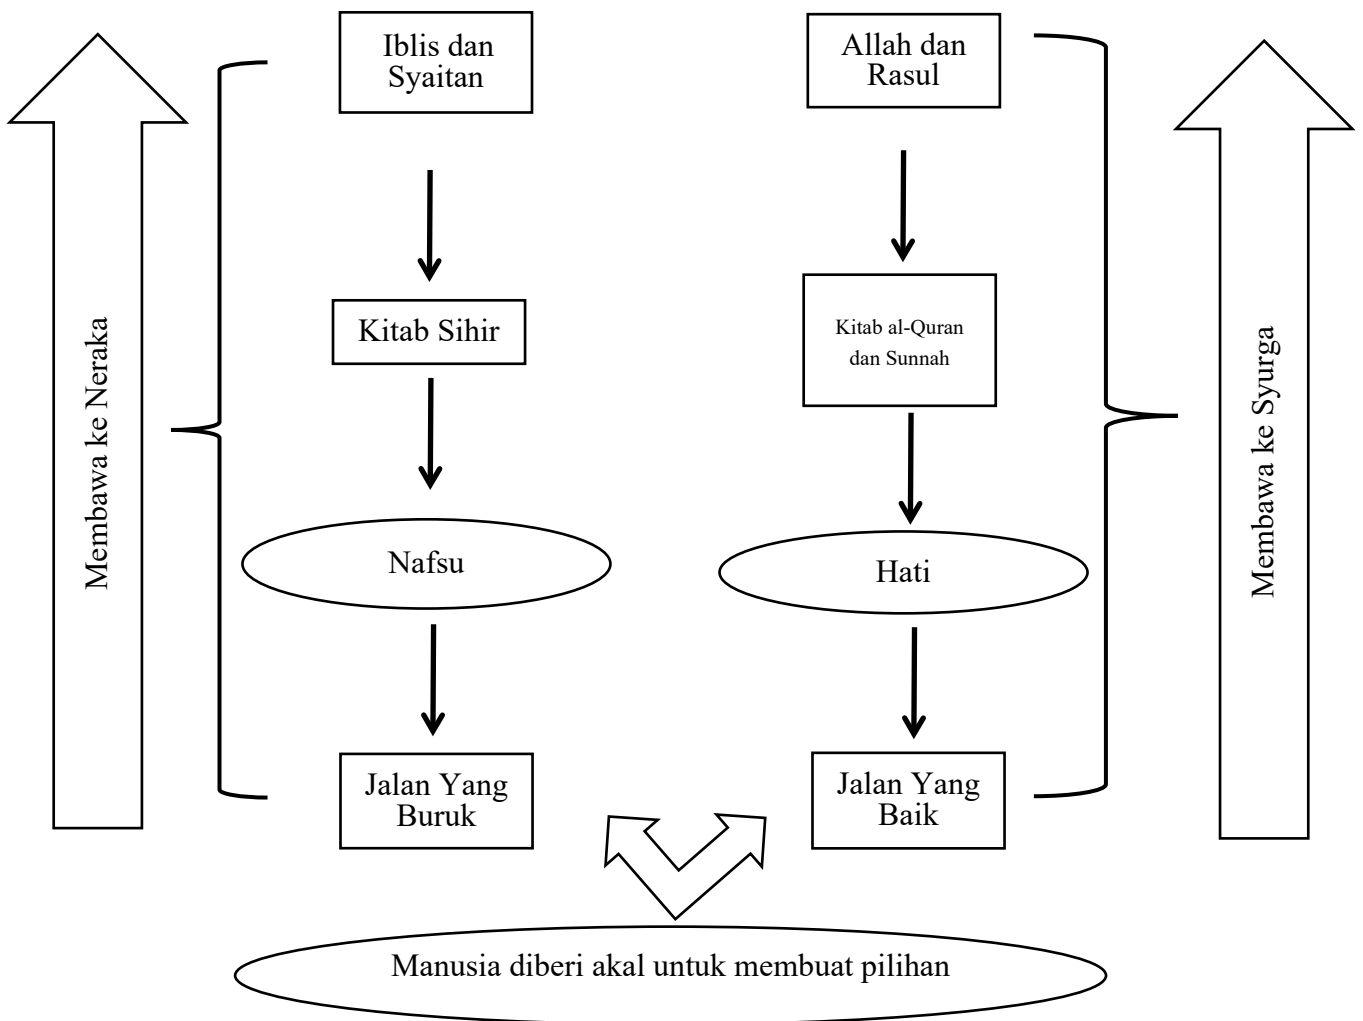 Iblis dan
Syaitan
Allah dan
Rasul
Kitab Sihir
Kitab al-Quran
dan Sunnah
Membawa ke Neraka
Membawa ke Syurga
Nafsu
Hati
Jalan Yang
Buruk
Jalan Yang
Baik
Manusia diberi akal untuk membuat pilihan